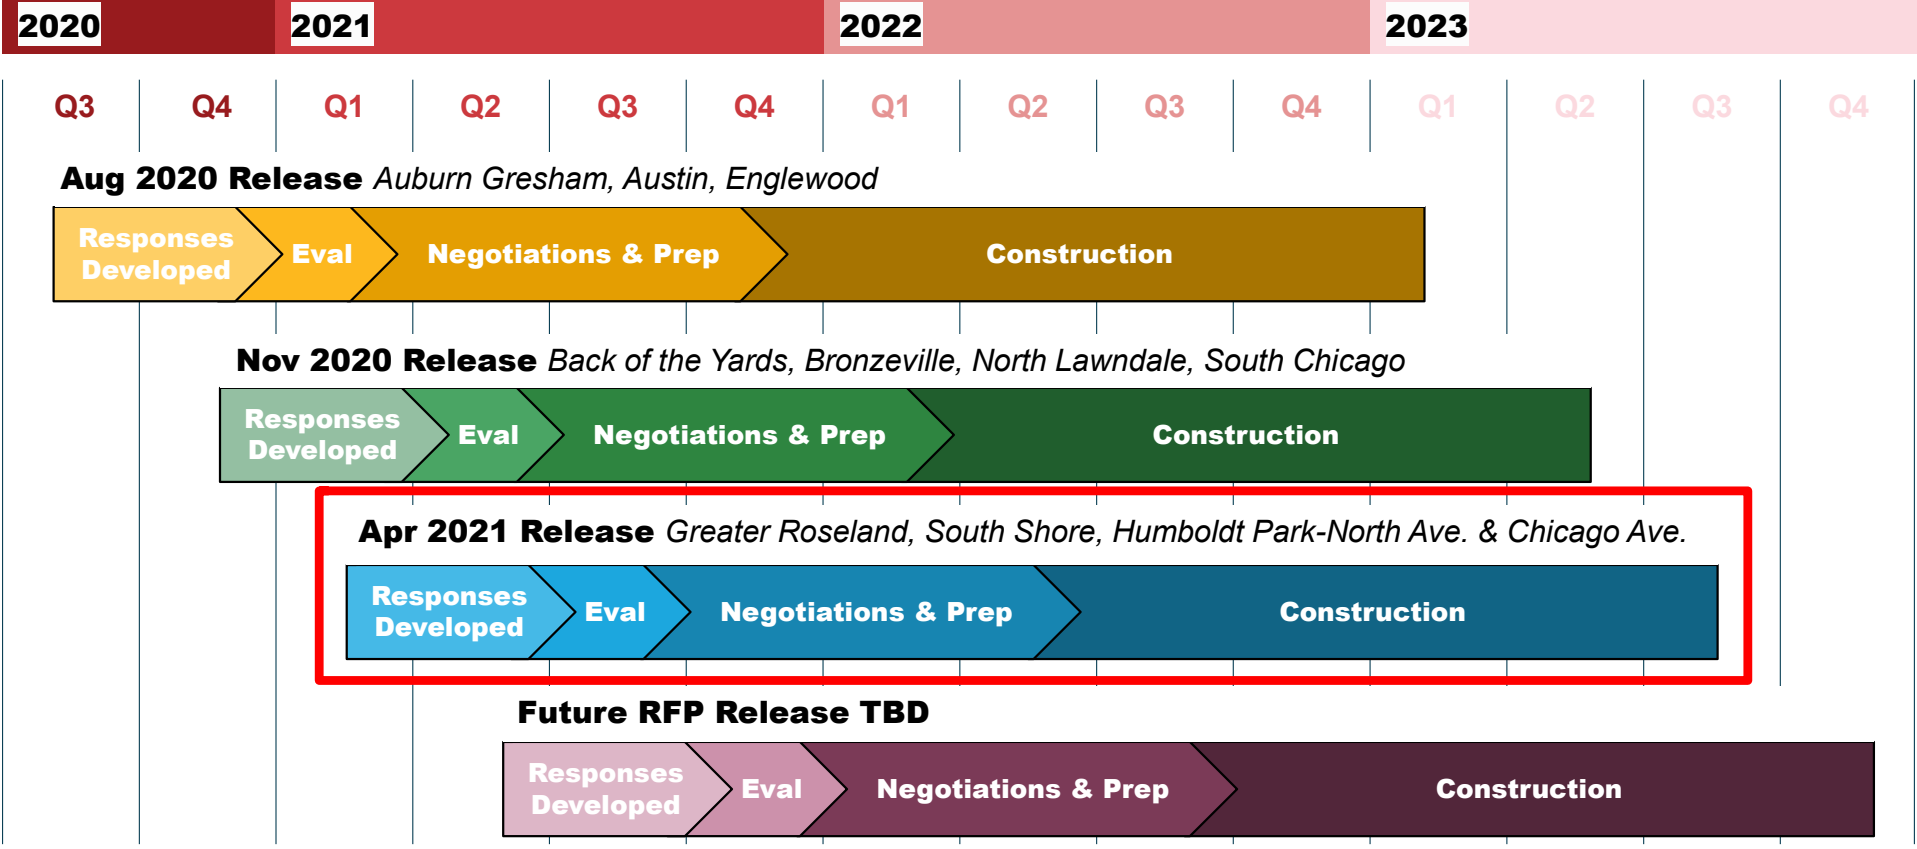 2020 2021 2022 2023
Q3 Q4 Q1 Q2 Q3 Q4 Q1 Q2 Q3 Q4 Q1 Q2 Q3 Q4
Aug 2020 Release Auburn Gresham, Austin, Englewood
Responses
Developed
Eval
Negotiations & Prep
Construction
Nov 2020 Release Back of the Yards, Bronzeville, North Lawndale, South Chicago
Responses
Developed
Eval
Negotiations & Prep
Construction
Apr 2021 Release Greater Roseland, South Shore, Humboldt Park-North Ave. & Chicago Ave.
Responses
Developed
Eval
Negotiations & Prep
Construction
Future RFP Release TBD
Responses
Developed
Eval
Negotiations & Prep
Construction